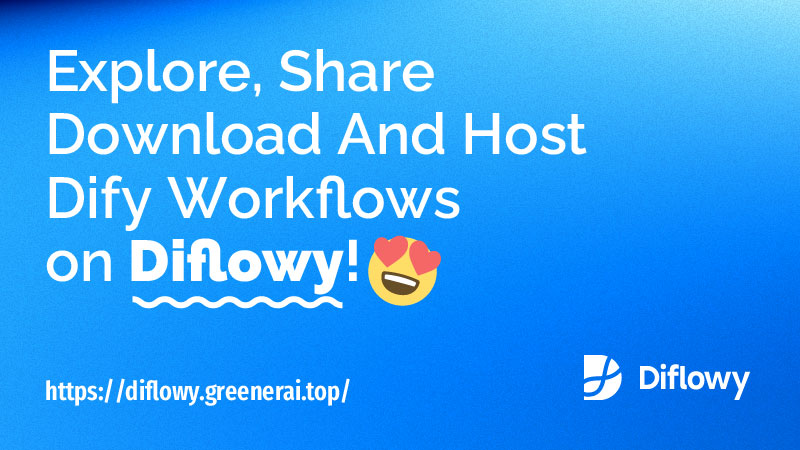 Explore, Share
Download And Host
Dify Workflows
on Diflowy!
https://diflowy.greenerai.top/
Diflowy